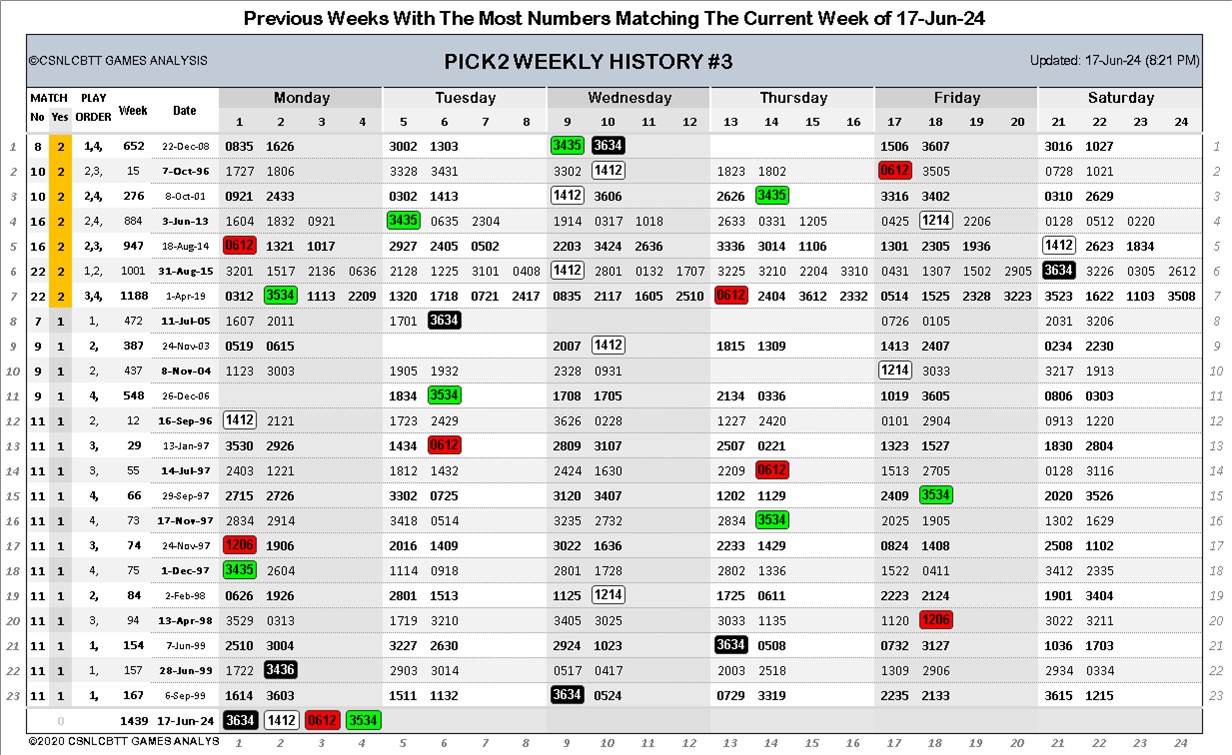 Previous Weeks With The Most Numbers Matching The Current Week of 17-Jun-24
©CSNLCBTT GAMES ANALYSIS PICK2 WEEKLY HISTORY #3 Updated: 17-Jun-24 (8:21 PM)
MATCH PLAY Week Date Monday Tuesday Wednesday Thursday Friday Saturday
No Yes ORDER 1 2 3 4 5 6 7 8 9 10 11 12 13 14 15 16 17 18 19 20 21 22 23 24
1 8 2 1,4, 652 22-Dec-08 0835 1626 3002 1303 3435 3634 1506 3607 3016 1027 1
2 10 2 2,3, 15 7-Oct-96 1727 1806 3328 3431 3302 1412 1823 1802 0612 3505 0728 1021 2
3 10 2 2,4, 276 8-Oct-01 0921 2433 0302 1413 1412 3606 2626 3435 3316 3402 0310 2629 3
4 16 2 2,4, 884 3-Jun-13 1604 1832 0921 3435 0635 2304 1914 0317 1018 2633 0331 1205 0425 1214 2206 0128 0512 0220 4
5 16 2 2,3, 947 18-Aug-14 0612 1321 1017 2927 2405 0502 2203 3424 2636 3336 3014 1106 1301 2305 1936 1412 2623 1834 5
6 22 2 1,2, 1001 31-Aug-15 3201 1517 2136 0636 2128 1225 3101 0408 1412 2801 0132 1707 3225 3210 2204 3310 0431 1307 1502 2905 3634 3226 0305 2612 6
7 22 2 3,4, 1188 1-Apr-19 0312 3534 1113 2209 1320 1718 0721 2417 0835 2117 1605 2510 0612 2404 3612 2332 0514 1525 2328 3223 3523 1622 1103 3508 7
8 7 1 1, 472 11-Jul-05 1607 2011 1701 3634 0726 0105 2031 3206 8
9 9 1 2, 387 24-Nov-03 0519 0615 2007 1412 1815 1309 1413 2407 0234 2230 9
10 9 1 2, 437 8-Nov-04 1123 3003 1905 1932 2328 0931 1214 3033 3217 1913 10
11 9 1 4, 548 26-Dec-06 1834 3534 1708 1705 2134 0336 1019 3605 0806 0303 11
12 11 1 2, 12 16-Sep-96 1412 2121 1723 2429 3626 0228 1227 2420 0101 2904 0913 1220 12
13 11 1 3, 29 13-Jan-97 3530 2926 1434 0612 2809 3107 2507 0221 1323 1527 1830 2804 13
14 11 1 3, 55 14-Jul-97 2403 1221 1812 1432 2424 1630 2209 0612 1513 2705 0128 3116 14
15 11 1 4, 66 29-Sep-97 2715 2726 3302 0725 3120 3407 1202 1129 2409 3534 2020 3526 15
16 11 1 4, 73 17-Nov-97 2834 2914 3418 0514 3235 2732 2834 3534 2025 1905 1302 1629 16
17 11 1 3, 74 24-Nov-97 1206 1906 2016 1409 3022 1636 2233 1429 0824 1408 2508 1102 17
18 11 1 4, 75 1-Dec-97 3435 2604 1114 0918 2801 1728 2802 1336 1522 0411 3412 2335 18
19 11 1 2, 84 2-Feb-98 0626 1926 2801 1513 1125 1214 1725 0611 2223 2124 1901 3404 19
20 11 1 3, 94 13-Apr-98 3529 0313 1719 3210 3405 3025 3033 1135 1120 1206 3022 3211 20
21 11 1 1, 154 7-Jun-99 2510 3004 3227 2630 2924 1023 3634 0508 0732 3127 1036 1703 21
22 11 1 1, 157 28-Jun-99 1722 3436 2903 3014 0517 0417 2003 2518 1309 2906 2934 0334 22
23 11 1 1, 167 6-Sep-99 1614 3603 1511 1132 3634 0524 0729 3319 2235 2133 3615 1215 23
0 1439 17-Jun-24 3634 1412 0612 3534
©2020 CSNLCBTT GAMES ANALYS 1 2 3 4 5 6 7 8 9 10 11 12 13 14 15 16 17 18 19 20 21 22 23 24